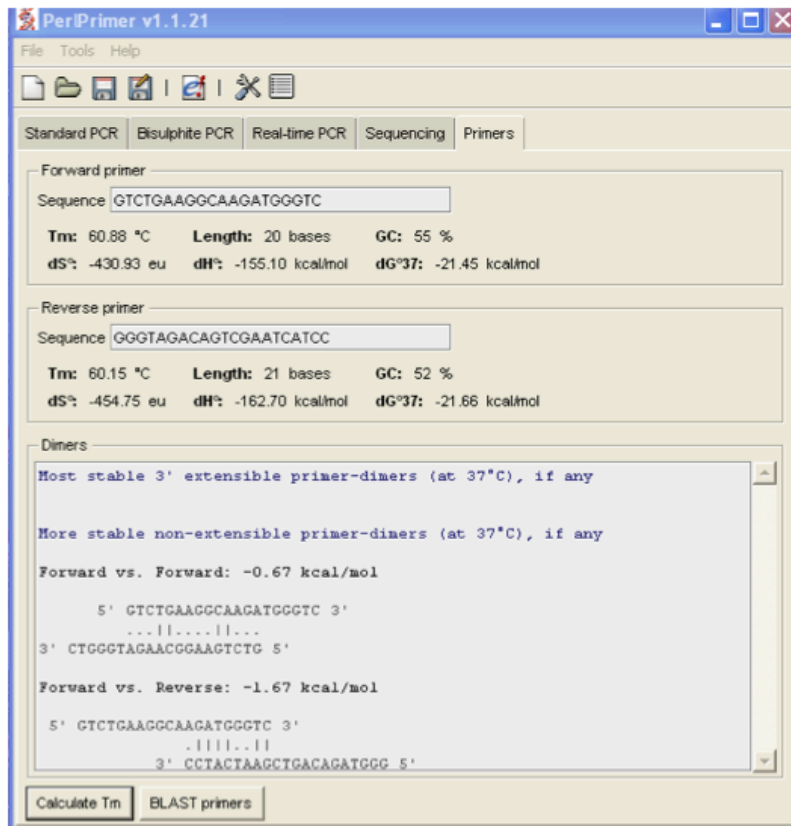 PerlPrimer v1.1.21
File Tools Help
Standard PCR Bisulphite PCR Real-time PCR Sequencing Primers
Forward primer
Sequence GTCTGAAGGCAAGATGGGTC
Tm: 60.88 °C Length: 20 bases GC: 55 %
dS°: -430.93 eu dH°: -155.10 kcal/mol dG°37: -21.45 kcal/mol
Reverse primer
Sequence GGGTAGACAGTCGAATCATCC
Tm: 60.15 °C Length: 21 bases GC: 52 %
dS°: -454.75 eu dH°: -162.70 kcal/mol dG°37: -21.66 kcal/mol
Dimers
Most stable 3' extensible primer-dimers (at 37°C), if any
More stable non-extensible primer-dimers (at 37°C), if any
Forward vs. Forward: -0.67 kcal/mol
5' GTCTGAAGGCAAGATGGGTC 3'
...||....||...
3' CTGGGTAGAACGGAAGTCTG 5'
Forward vs. Reverse: -1.67 kcal/mol
5' GTCTGAAGGCAAGATGGGTC 3'
.||||..||
3' CCTACTAAGCTGACAGATGGG 5'
Calculate Tm BLAST primers